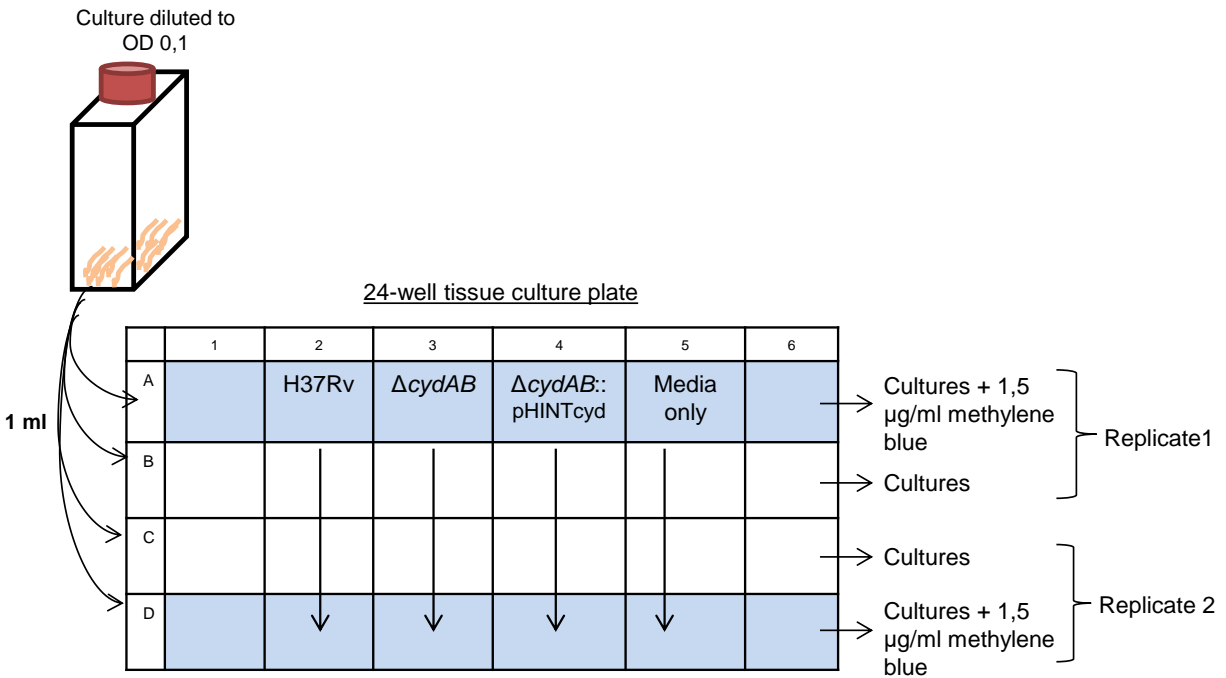 Culture diluted to
OD 0,1
24-well tissue culture plate
1 2 3 4 5 6
A
H37Rv
ΔcydAB
ΔcydAB::
pHINTcyd
Media
only
Cultures + 1,5
µg/ml methylene
blue
Replicate1
1 ml
B
Cultures
C
Cultures
D
Cultures + 1,5
µg/ml methylene
blue
Replicate 2